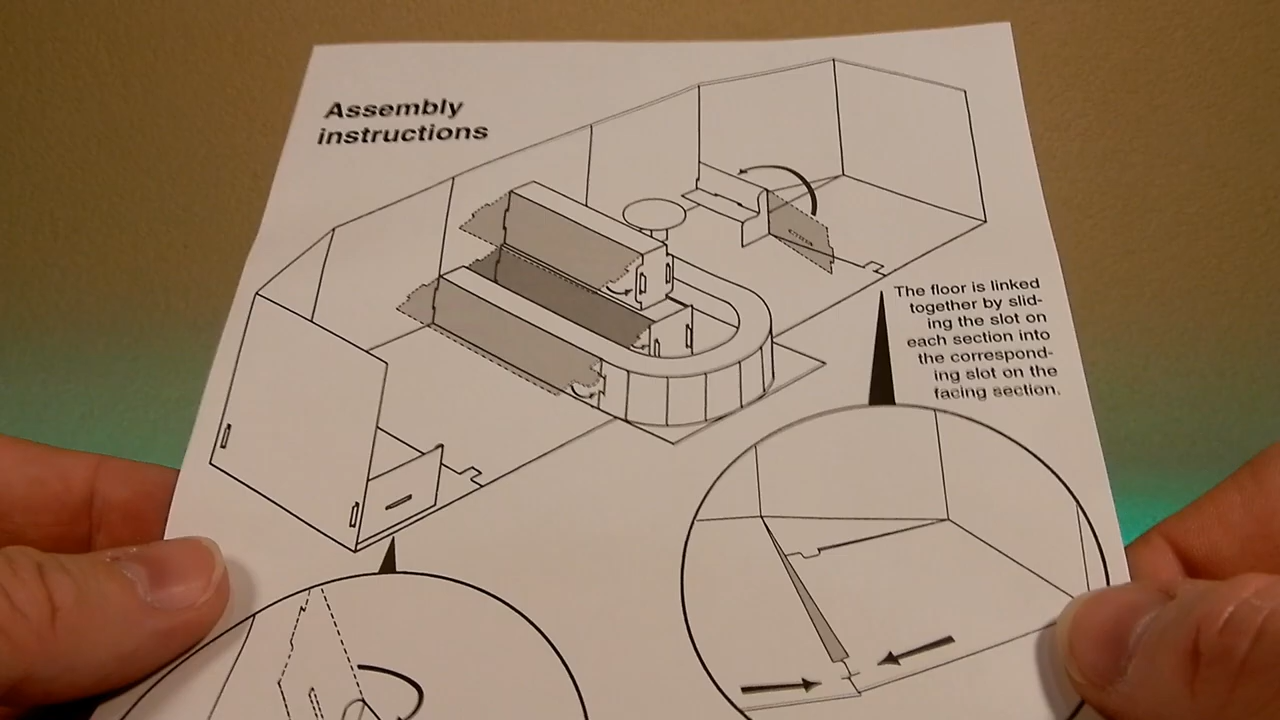 Assembly
instructions
The floor is linked
together by slid-
ing the slot on
each section into
the correspond-
ing slot on the
facing section.